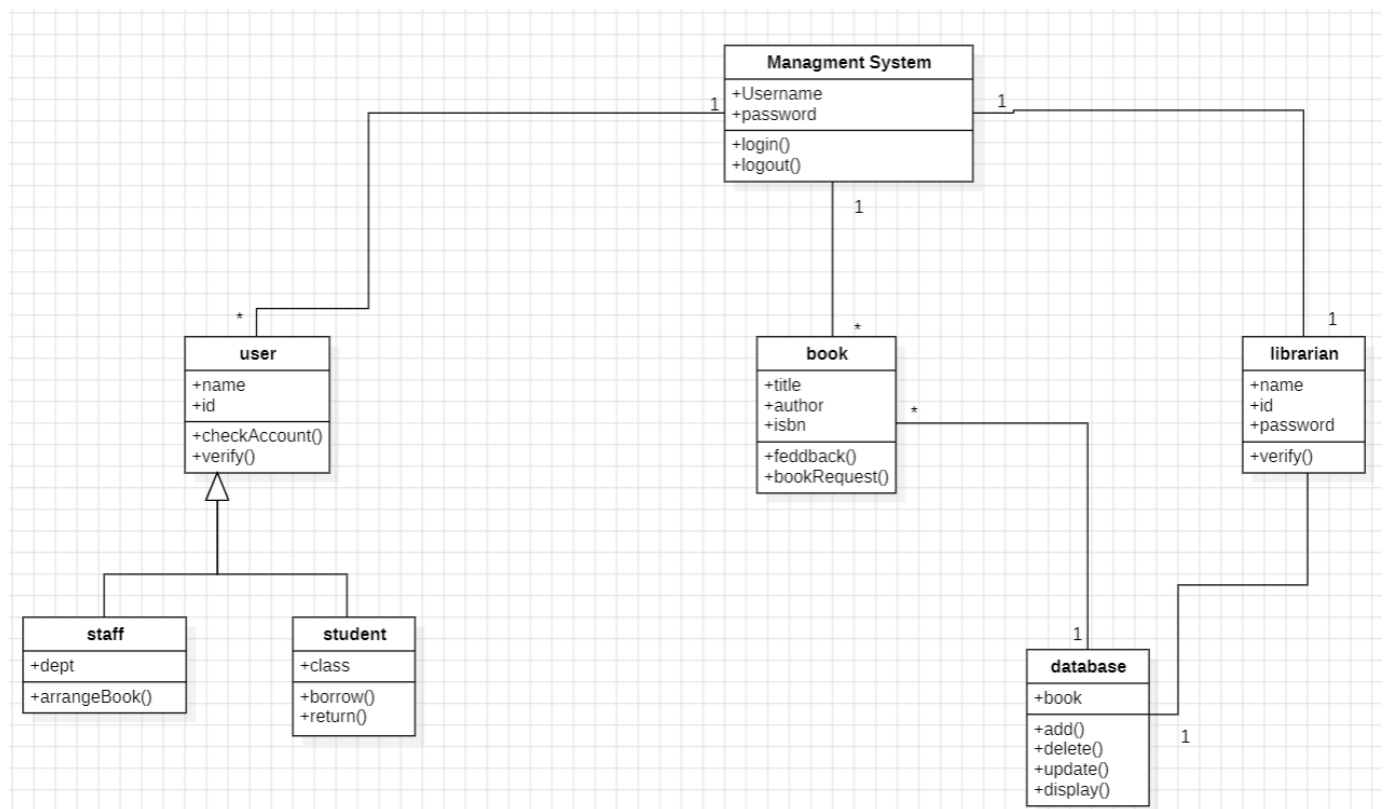 Managment System
+Username
+password
+login()
+logout()
1
1
1
*
user
+name
+id
+checkAccount()
+verify()
*
book
+title
+author
+isbn
+feddback()
+bookRequest()
*
1
librarian
+name
+id
+password
+verify()
staff
+dept
+arrangeBook()
student
+class
+borrow()
+return()
1
database
+book
+add()
+delete()
+update()
+display()
1